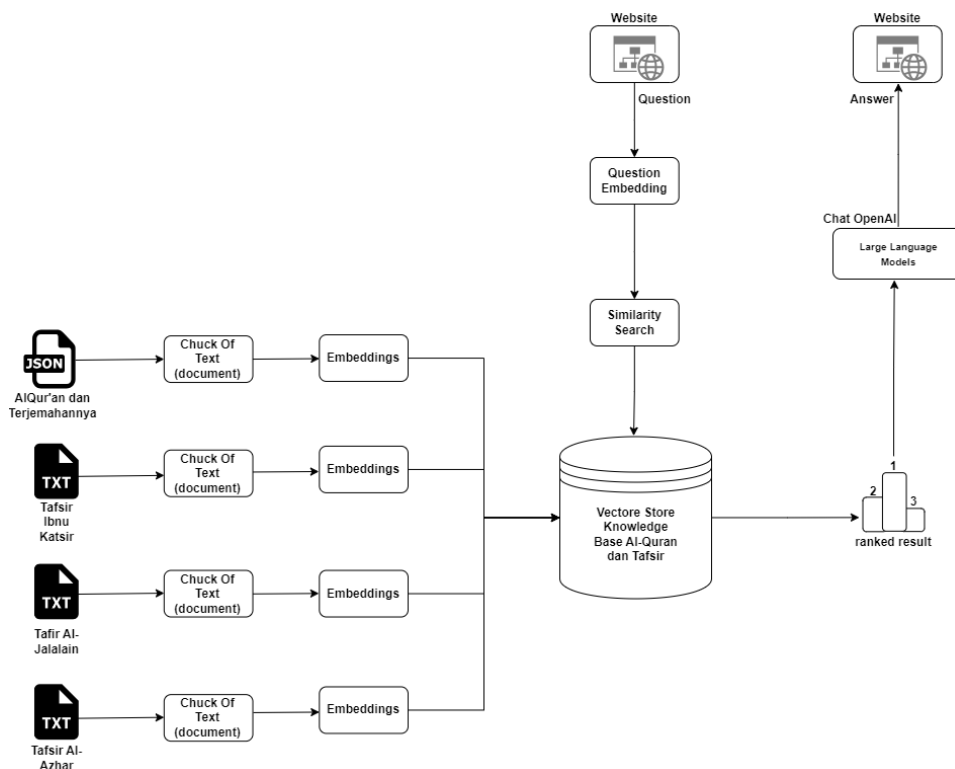 Website
Question
Question
Embedding
Similarity
Search
Website
Answer
Chat OpenAI
Large Language
Models
JSON
AlQur'an dan
Terjemahannya
Chuck Of
Text
(document)
Embeddings
TXT
Tafsir
Ibnu
Katsir
Chuck Of
Text
(document)
Embeddings
TXT
Tafir Al-
Jalalain
Chuck Of
Text
(document)
Embeddings
TXT
Tafsir Al-
Azhar
Chuck Of
Text
(document)
Embeddings
Vectore Store
Knowledge
Base Al-Quran
dan Tafsir
1
2
3
ranked result